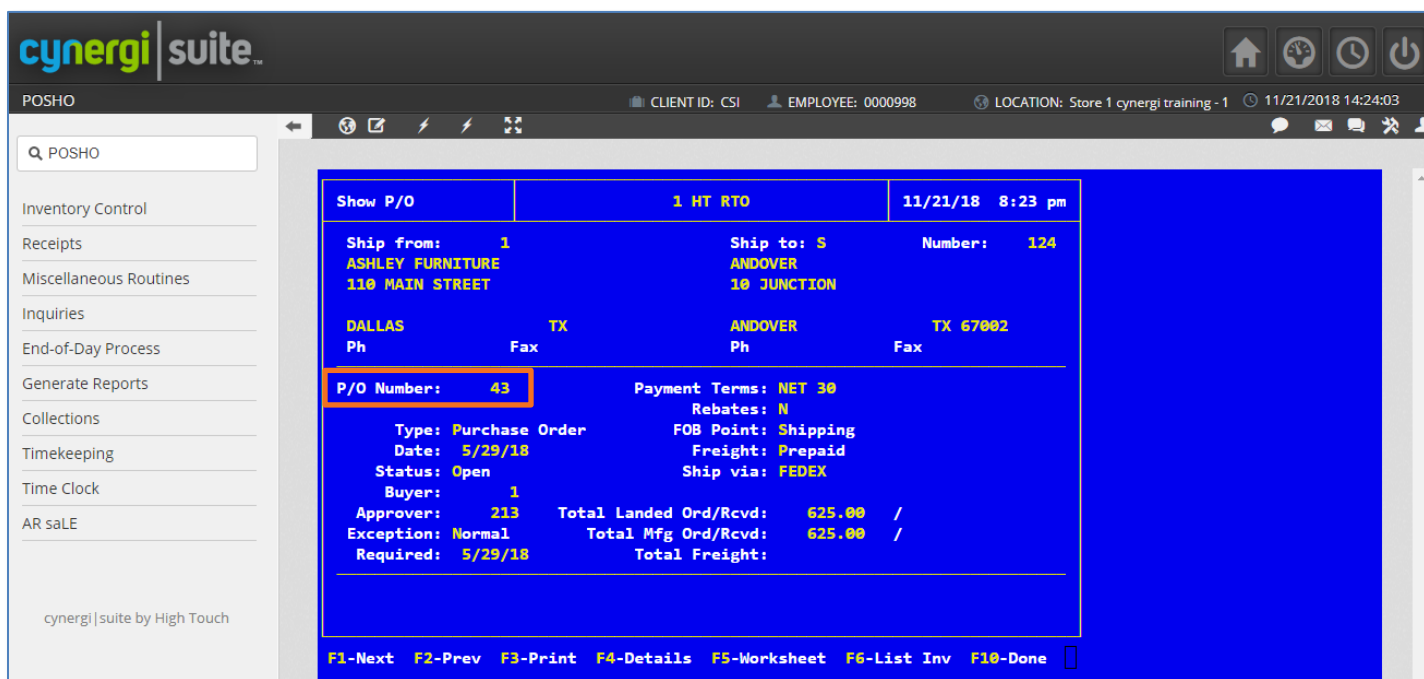 cynergi|suite™
POSHO CLIENT ID: CSI EMPLOYEE: 0000998 LOCATION: Store 1 cynergi training - 1 11/21/2018 14:24:03
POSHO
Inventory Control
Receipts
Miscellaneous Routines
Inquiries
End-of-Day Process
Generate Reports
Collections
Timekeeping
Time Clock
AR saLE
cynergi|suite by High Touch
Show P/O 1 HT RTO 11/21/18 8:23 pm
Ship from: 1 Ship to: S Number: 124
ASHLEY FURNITURE ANDOVER
110 MAIN STREET 10 JUNCTION
DALLAS TX ANDOVER TX 67002
Ph Fax Ph Fax
P/O Number: 43 Payment Terms: NET 30
Rebates: N
Type: Purchase Order FOB Point: Shipping
Date: 5/29/18 Freight: Prepaid
Status: Open Ship via: FEDEX
Buyer: 1
Approver: 213 Total Landed Ord/Rcvd: 625.00 /
Exception: Normal Total Mfg Ord/Rcvd: 625.00 /
Required: 5/29/18 Total Freight:
F1-Next F2-Prev F3-Print F4-Details F5-Worksheet F6-List Inv F10-Done